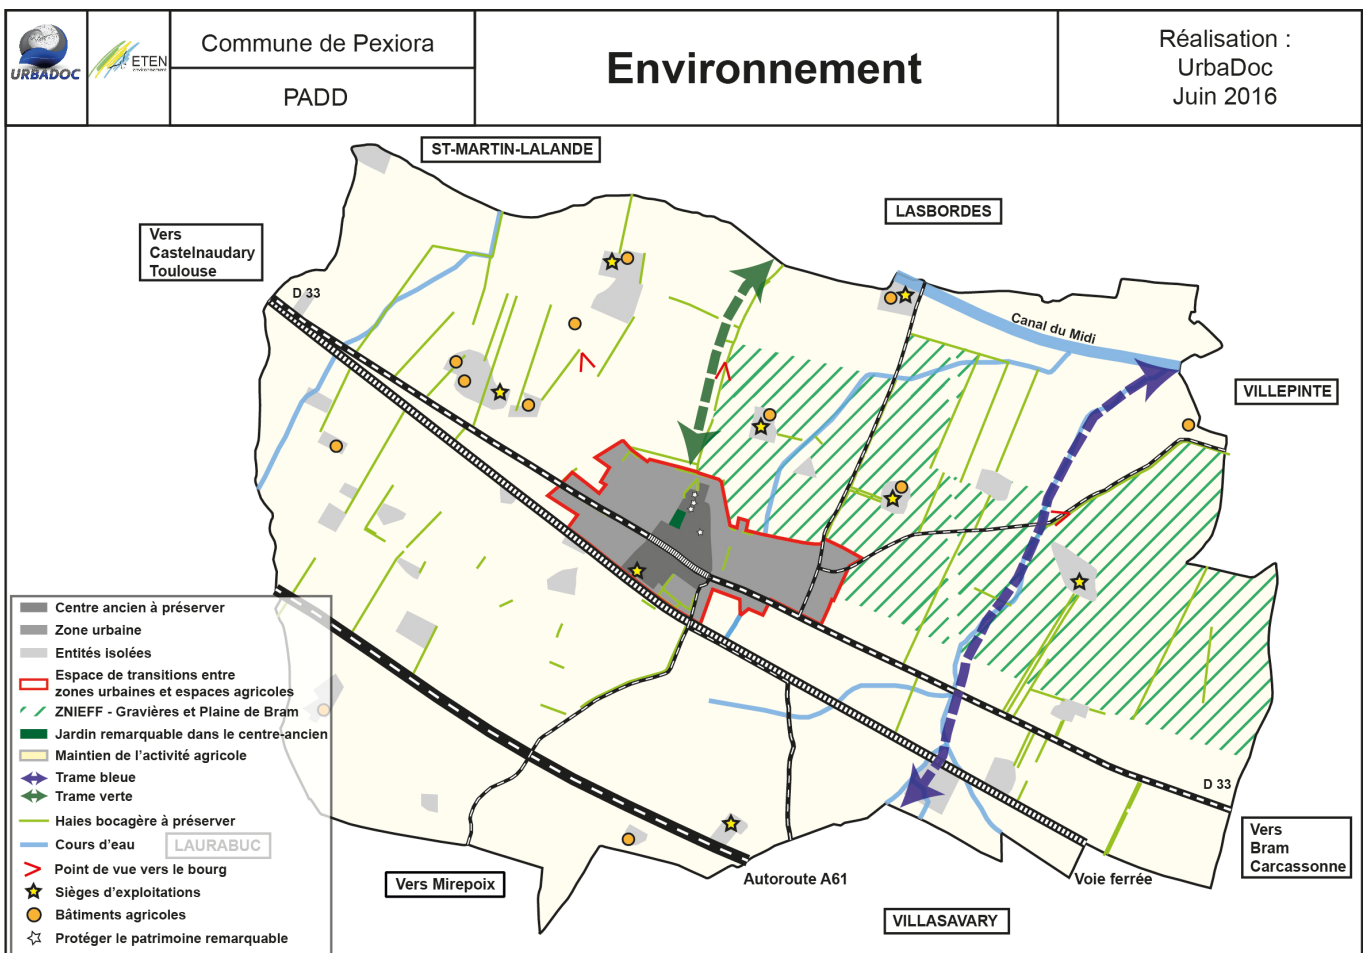 URBADOC
ETEN
environnement
Commune de Pexiora
PADD
Environnement
Réalisation :
UrbaDoc
Juin 2016
ST-MARTIN-LALANDE
LASBORDES
Vers
Castelnaudary
Toulouse
D 33
Canal du Midi
VILLEPINTE
Centre ancien à préserver
Zone urbaine
Entités isolées
Espace de transitions entre
zones urbaines et espaces agricoles
ZNIEFF - Gravières et Plaine de Bram
Jardin remarquable dans le centre-ancien
Maintien de l'activité agricole
Trame bleue
Trame verte
Haies bocagère à préserver
Cours d'eau
LAURABUC
Point de vue vers le bourg
Sièges d'exploitations
Bâtiments agricoles
Protéger le patrimoine remarquable
D 33
Vers
Bram
Carcassonne
Vers Mirepoix
Autoroute A61
Voie ferrée
VILLASAVARY